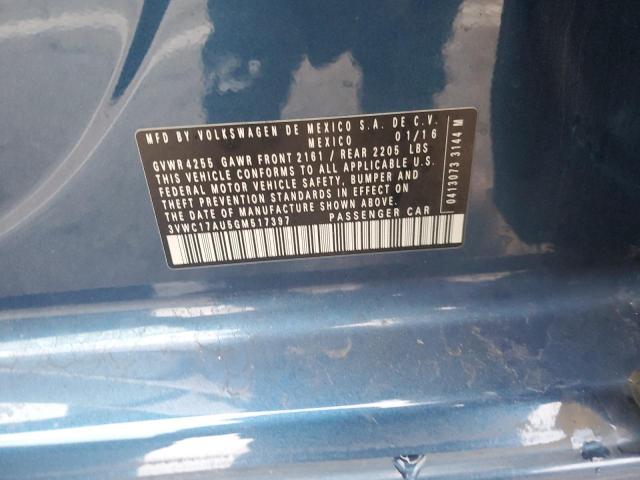 MFD BY VOLKSWAGEN DE MEXICO S.A. DE C.V.
MEXICO 01/16
GVWR 4255 GAWR FRONT 2161 / REAR 2205 LBS
THIS VEHICLE CONFORMS TO ALL APPLICABLE U.S.
FEDERAL MOTOR VEHICLE SAFETY, BUMPER AND
THEFT PREVENTION STANDARDS IN EFFECT ON
THE DATE OF MANUFACTURE SHOWN ABOVE.
3VWC17AU5GM517397 PASSENGER CAR
0413073 3144 M